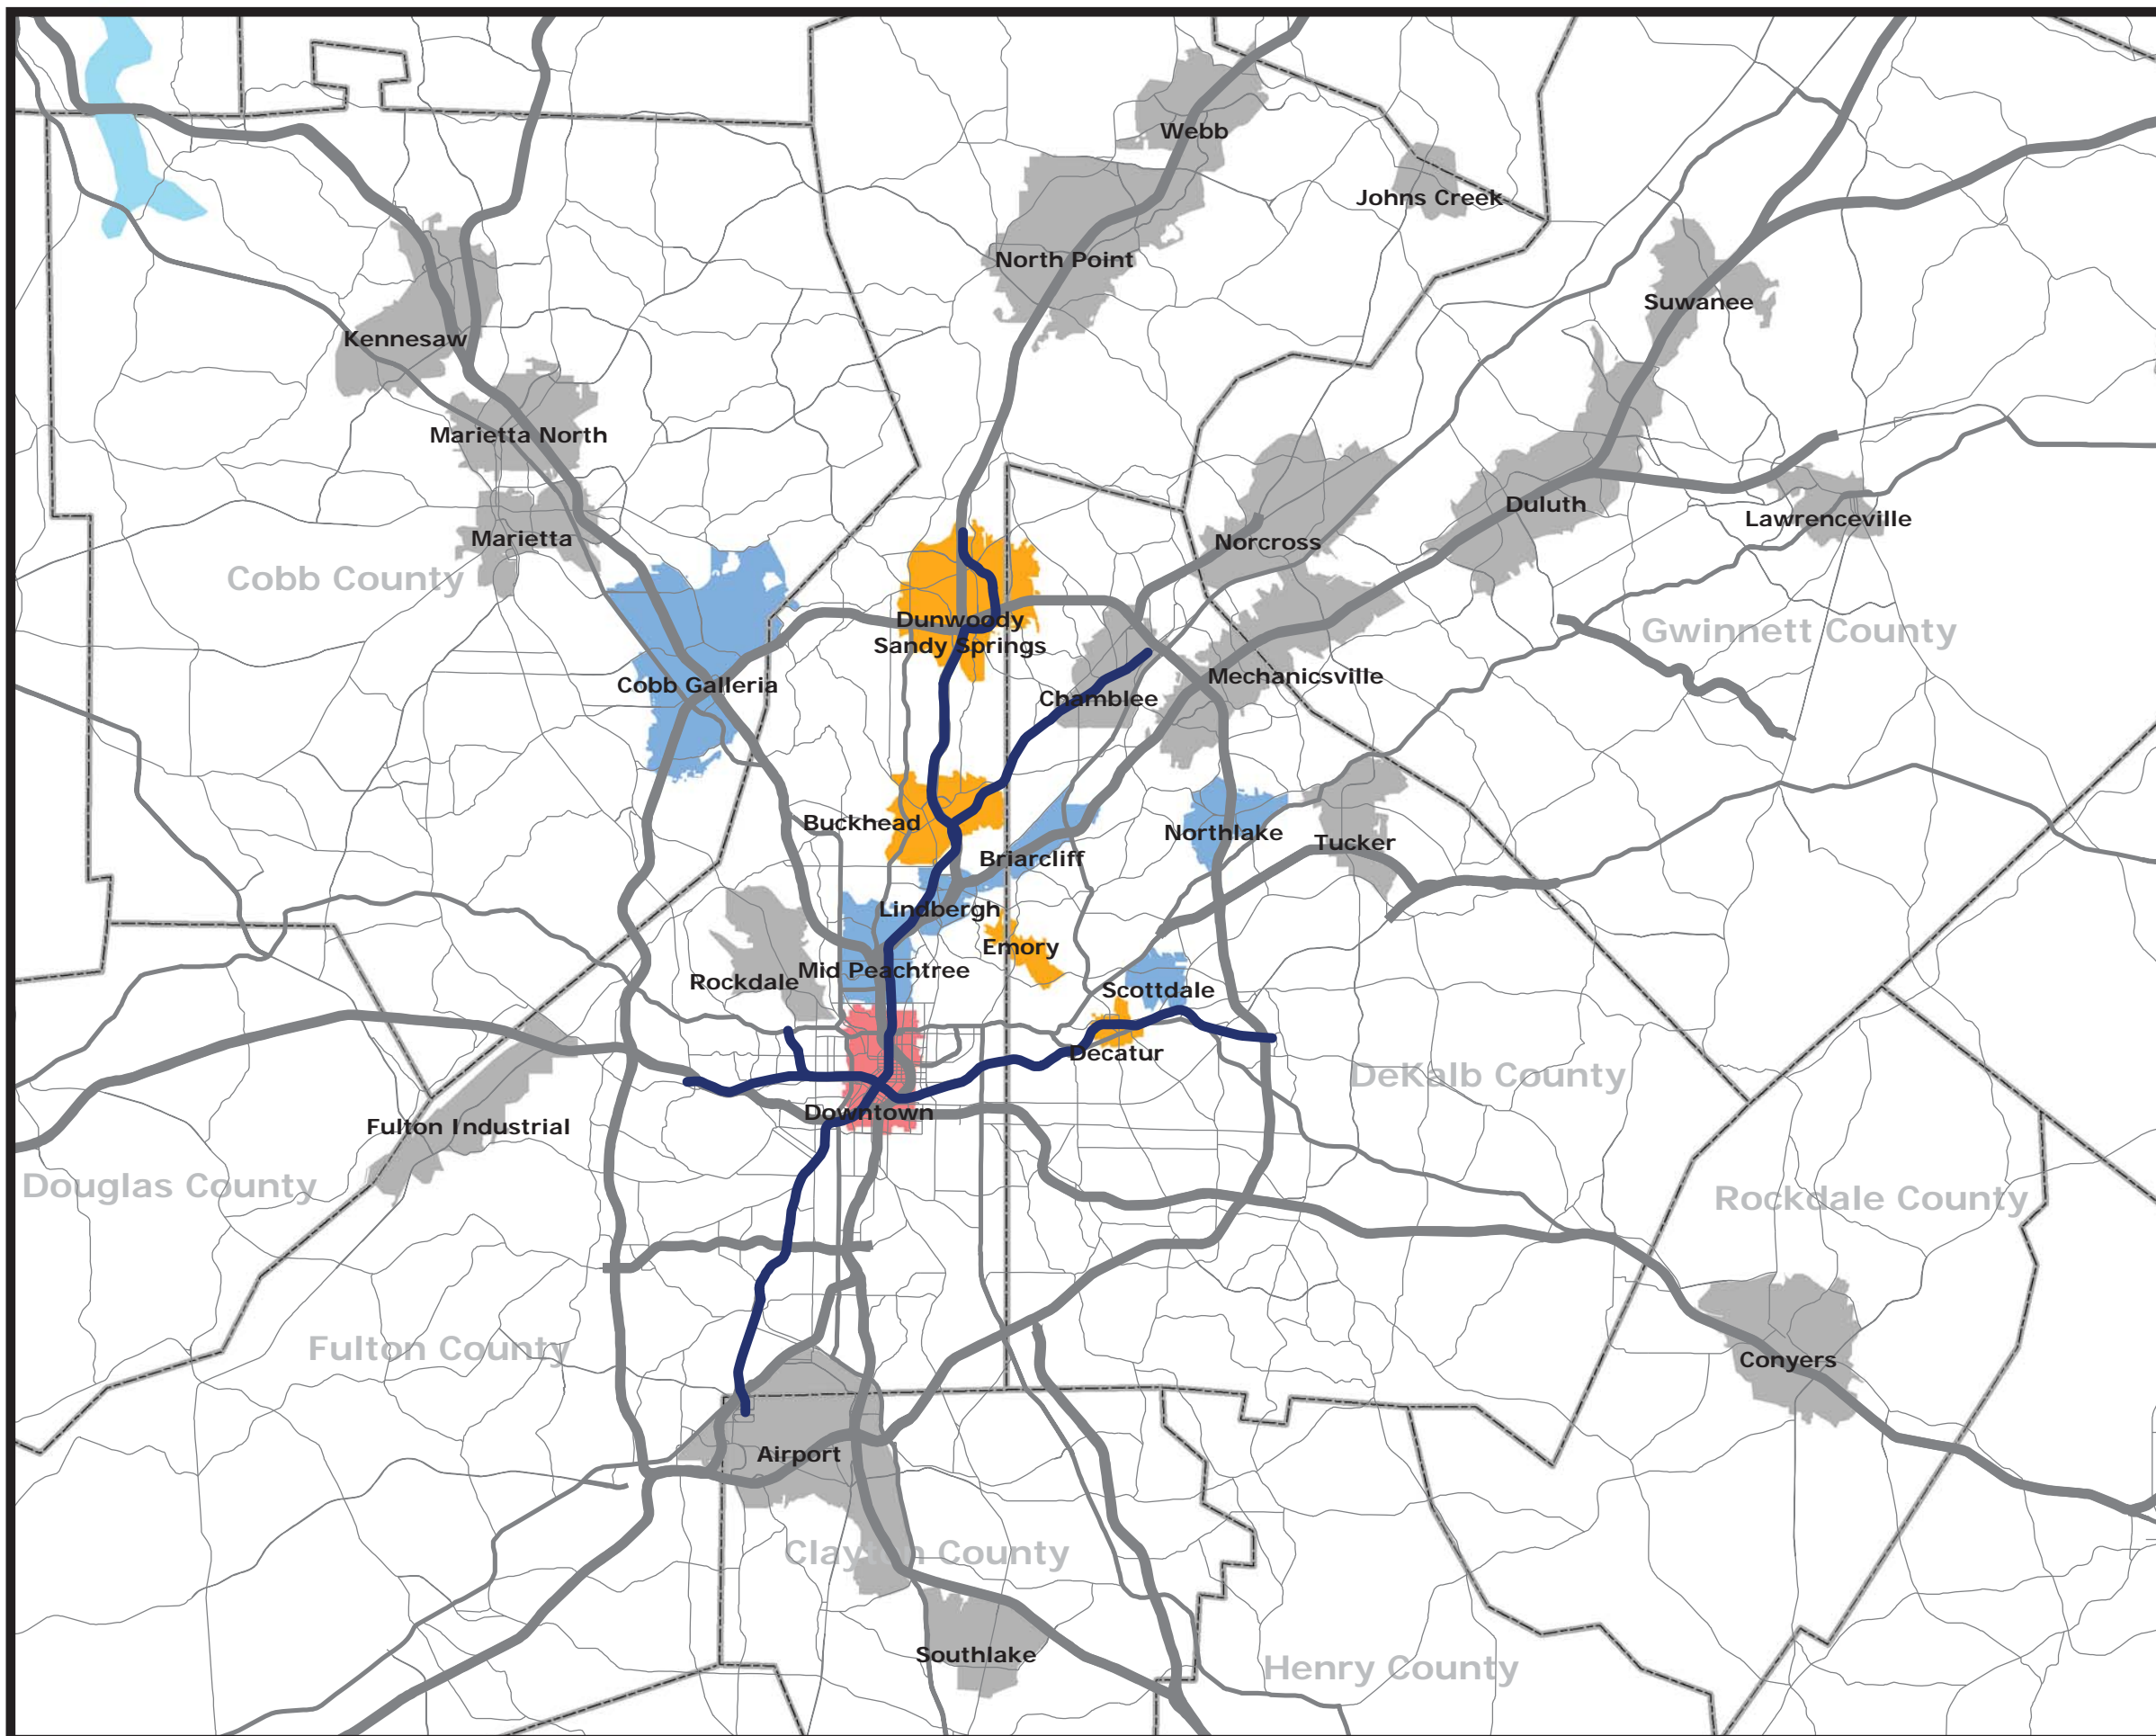 Webb
Johns Creek
North Point
Suwanee
Kennesaw
Marietta North
Duluth
Lawrenceville
Marietta
Norcross
Cobb County
Dunwoody
Gwinnett County
Sandy Springs
Mechanicsville
Cobb Galleria
Chamblee
Buckhead
Northlake
Tucker
Briarcliff
Lindbergh
Emory
Mid Peachtree
Rockdale
Scottdale
Decatur
DeKalb County
Downtown
Fulton Industrial
Douglas County
Rockdale County
Fulton County
Conyers
Airport
Clayton County
Southlake
Henry County